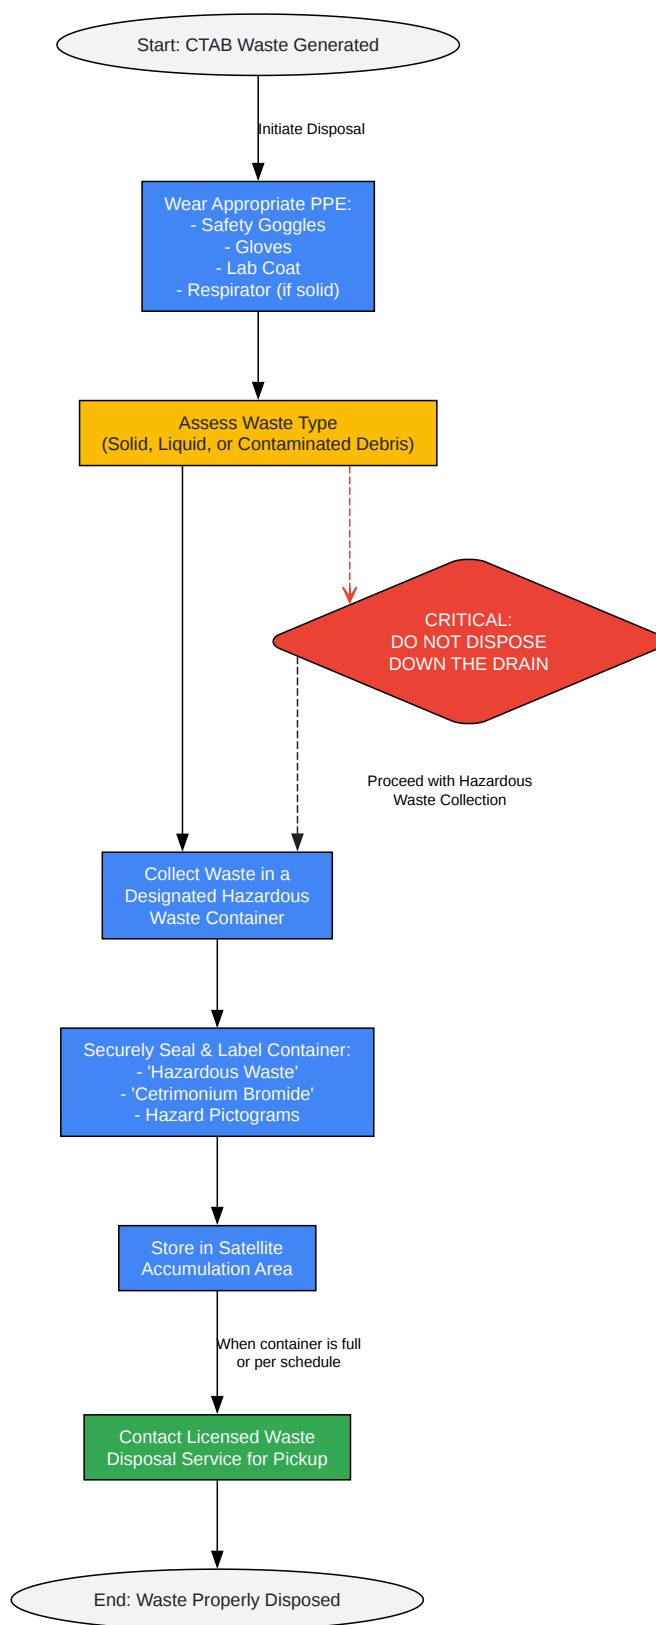 Start: CTAB Waste Generated
Initiate Disposal
Wear Appropriate PPE:
- Safety Goggles
- Gloves
- Lab Coat
- Respirator (if solid)
Assess Waste Type
(Solid, Liquid, or Contaminated Debris)
CRITICAL:
DO NOT DISPOSE
DOWN THE DRAIN
Proceed with Hazardous
Waste Collection
Collect Waste in a
Designated Hazardous
Waste Container
Securely Seal & Label Container:
- 'Hazardous Waste'
- 'Cetrimonium Bromide'
- Hazard Pictograms
Store in Satellite
Accumulation Area
When container is full
or per schedule
Contact Licensed Waste
Disposal Service for Pickup
End: Waste Properly Disposed